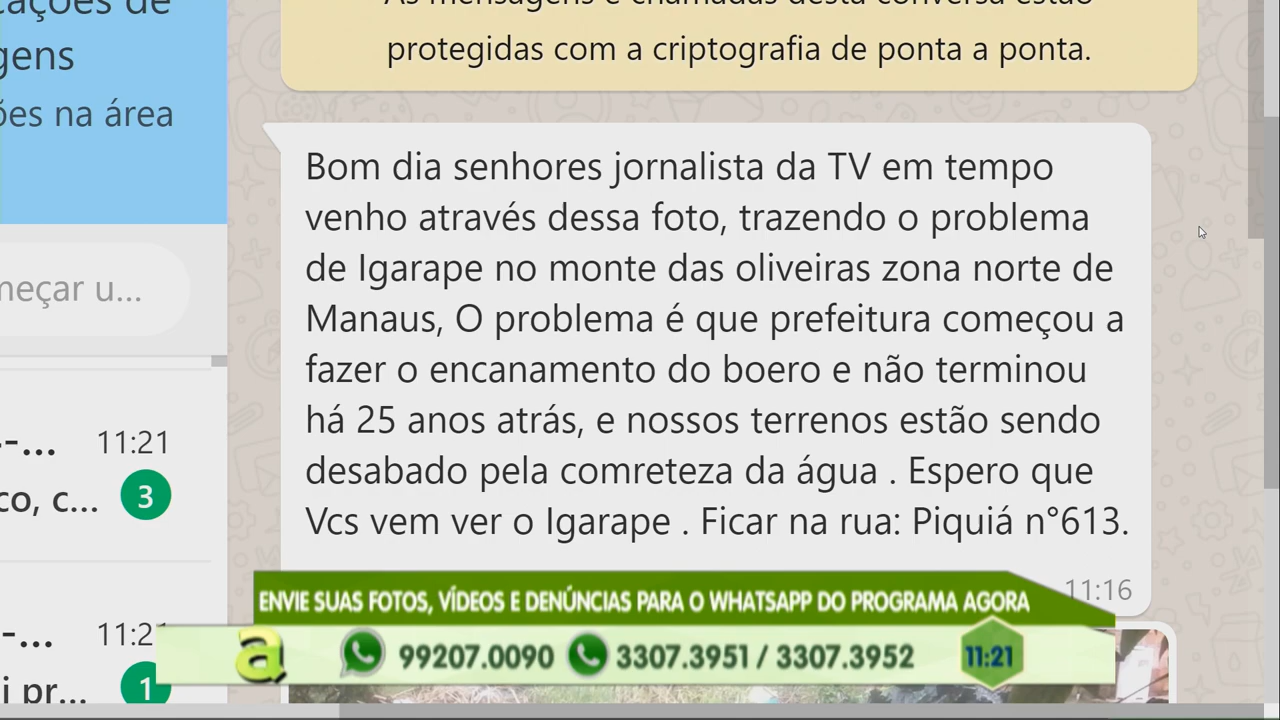 ações de
gens
ões na área
As mensagens e chamadas desta conversa estão
protegidas com a criptografia de ponta a ponta.
Bom dia senhores jornalista da TV em tempo
venho através dessa foto, trazendo o problema
de Igarape no monte das oliveiras zona norte de
Manaus, O problema é que prefeitura começou a
fazer o encanamento do boero e não terminou
há 25 anos atrás, e nossos terrenos estão sendo
desabado pela comreteza da água . Espero que
Vcs vem ver o Igarape . Ficar na rua: Piquiá n°613.
11:16
meçar u...
-... 11:21
co, c... 3
-... 11:21
i pr... 1
ENVIE SUAS FOTOS, VÍDEOS E DENÚNCIAS PARA O WHATSAPP DO PROGRAMA AGORA
a 99207.0090 3307.3951 / 3307.3952 11:21